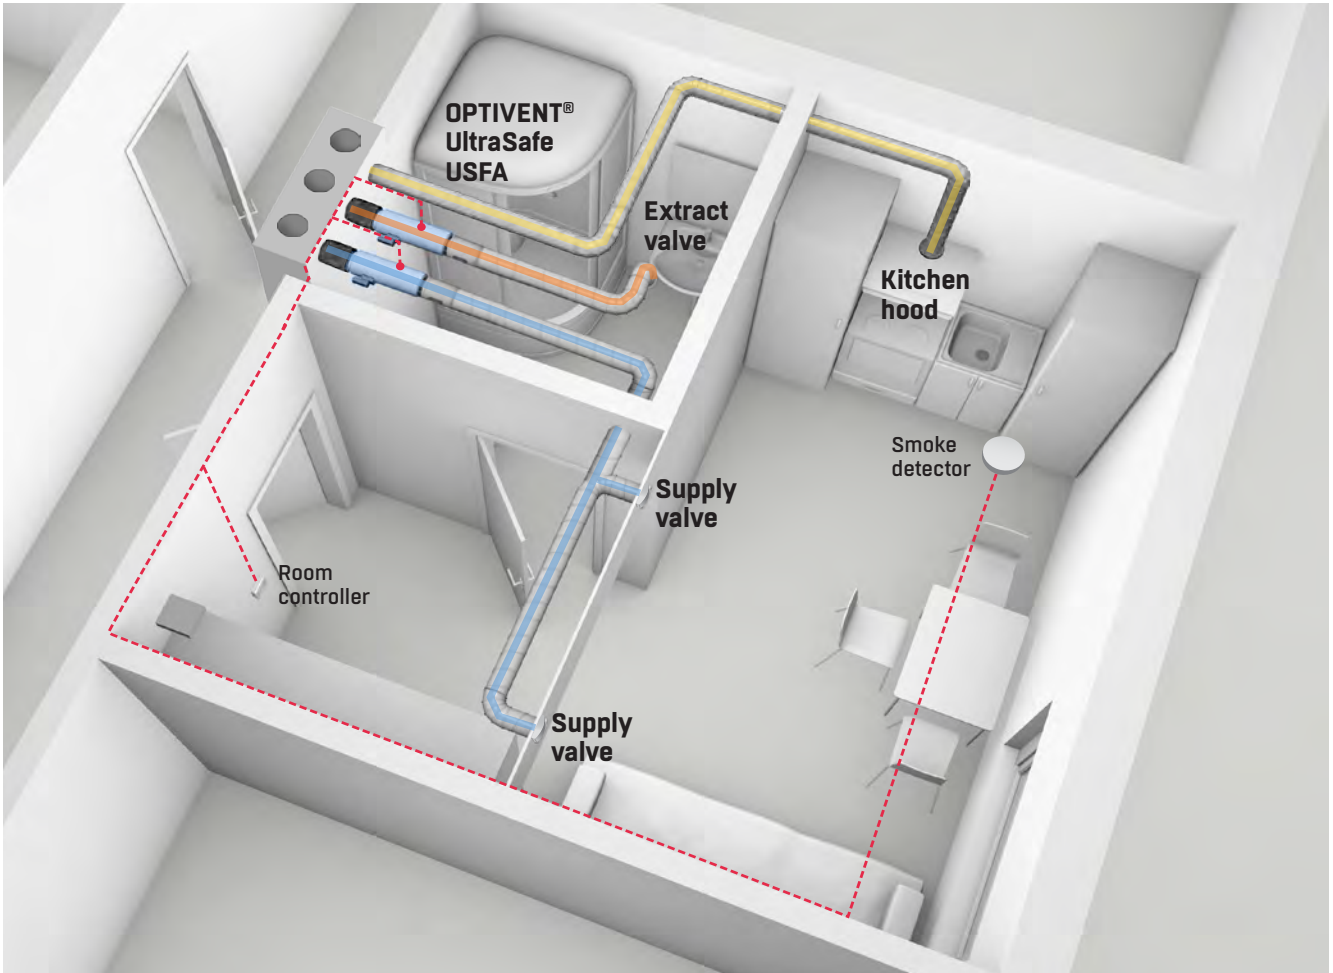 OPTIVENT®
UltraSafe
USFA
Extract
valve
Kitchen
hood
Smoke
detector
Supply
valve
Room
controller
Supply
valve